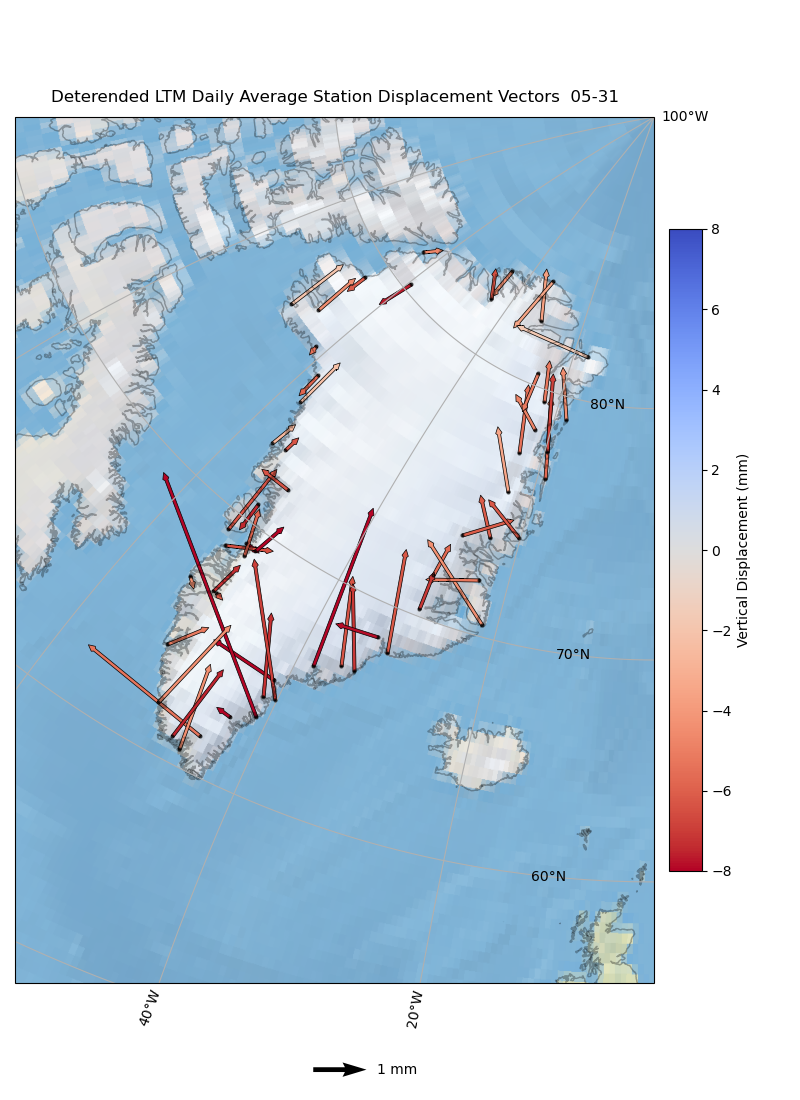 Deterended LTM Daily Average Station Displacement Vectors  05-31
100°W
8
6
4
2
0
−2
−4
−6
−8
Vertical Displacement (mm)
80°N
70°N
60°N
40°W
20°W
1 mm